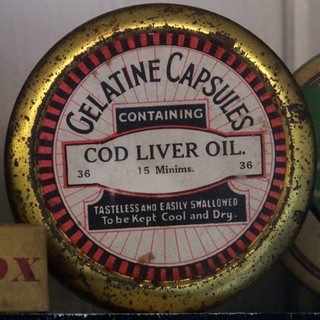 GELATINE CAPSULES
CONTAINING
COD LIVER OIL.
36 15 Minims. 36
TASTELESS AND EASILY SWALLOWED
To be Kept Cool and Dry.
OX